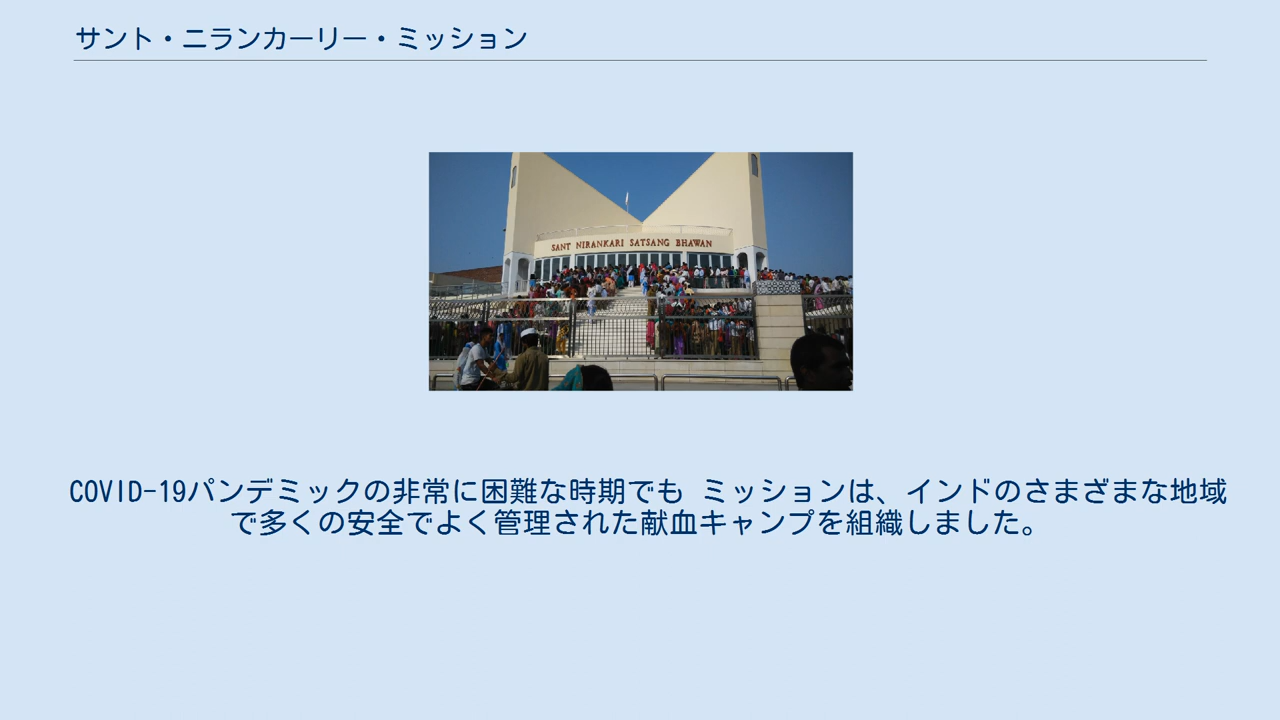 サント・ニランカーリー・ミッション
SANT NIRANKARI SATSANG BHAWAN
COVID-19パンデミックの非常に困難な時期でも ミッションは、インドのさまざまな地域
で多くの安全でよく管理された献血キャンプを組織しました。